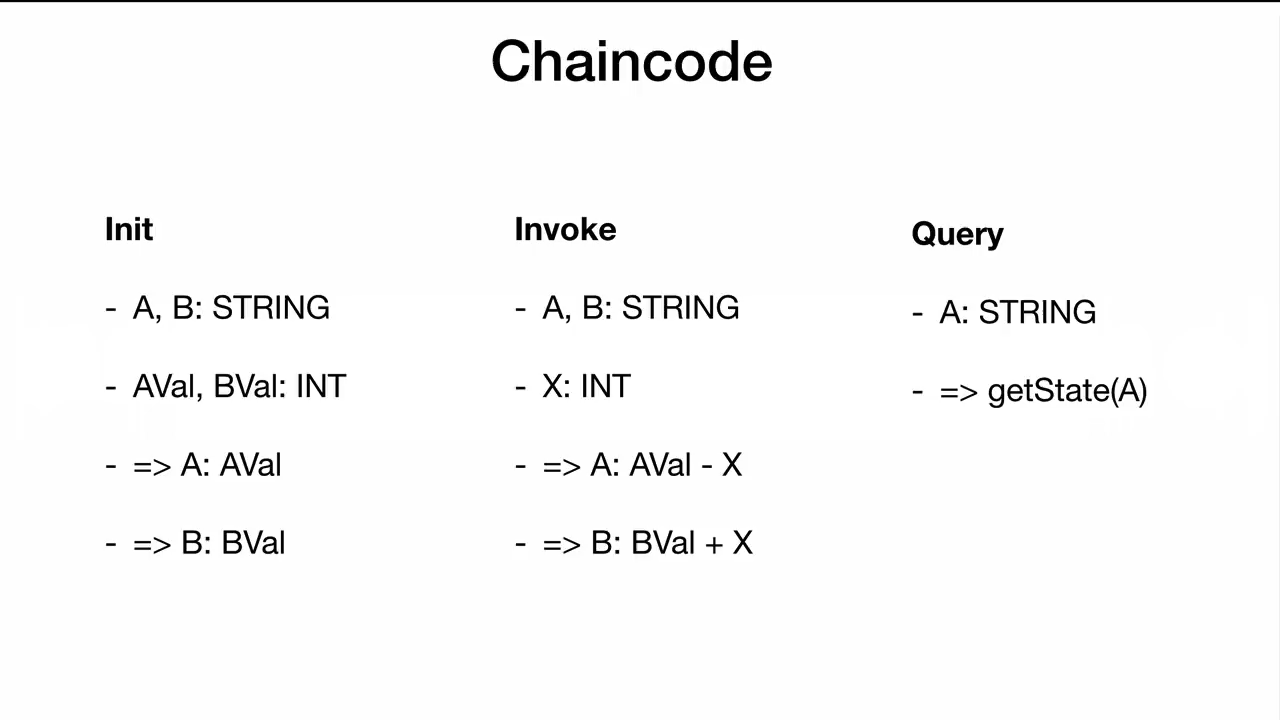 Chaincode
Init
- A, B: STRING
- AVal, BVal: INT
- => A: AVal
- => B: BVal
Invoke
- A, B: STRING
- X: INT
- => A: AVal - X
- => B: BVal + X
Query
- A: STRING
- => getState(A)